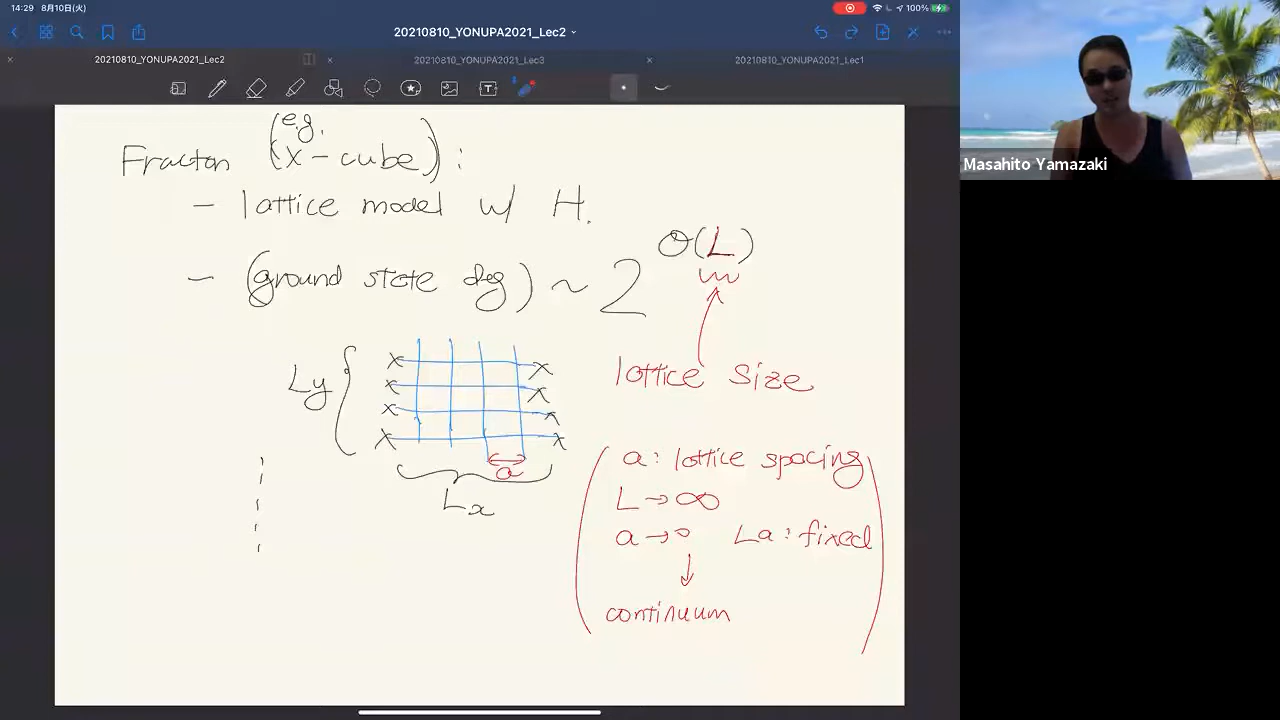 14:29 8月10日(火)
100%
20210810_YONUPA2021_Lec2
20210810_YONUPA2021_Lec2
20210810_YONUPA2021_Lec3
20210810_YONUPA2021_Lec1
Masahito Yamazaki
Fracton (e.g. X-cube) :
- lattice model w/ H.
- (ground state deg) ~ 2^O(L)
lattice size
Ly
a
Lx
a : lattice spacing
L → ∞
a → 0 La : fixed
↓
continuum